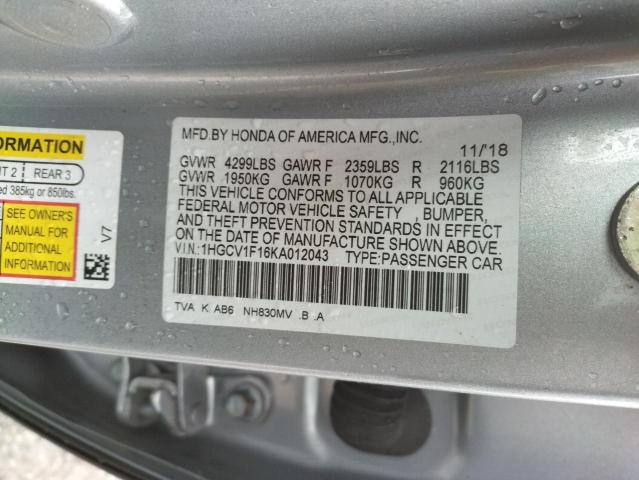 ORMATION
T 2 REAR 3
ed 385kg or 850lbs.
SEE OWNER'S
MANUAL FOR
ADDITIONAL
INFORMATION
V7
MFD.BY HONDA OF AMERICA MFG.,INC.
11/'18
GVWR 4299LBS GAWR F 2359LBS R 2116LBS
GVWR 1950KG GAWR F 1070KG R 960KG
THIS VEHICLE CONFORMS TO ALL APPLICABLE
FEDERAL MOTOR VEHICLE SAFETY , BUMPER,
AND THEFT PREVENTION STANDARDS IN EFFECT
ON THE DATE OF MANUFACTURE SHOWN ABOVE.
V.I.N.:1HGCV1F16KA012043 TYPE:PASSENGER CAR
TVA K AB6 NH830MV .B .A